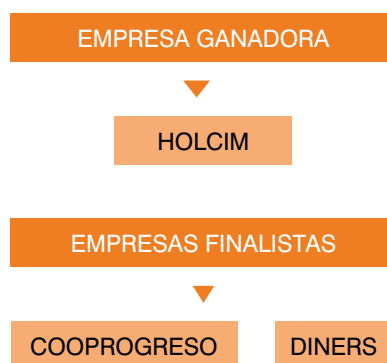 EMPRESA GANADORA
HOLCIM
EMPRESAS FINALISTAS
COOPROGRESO DINERS